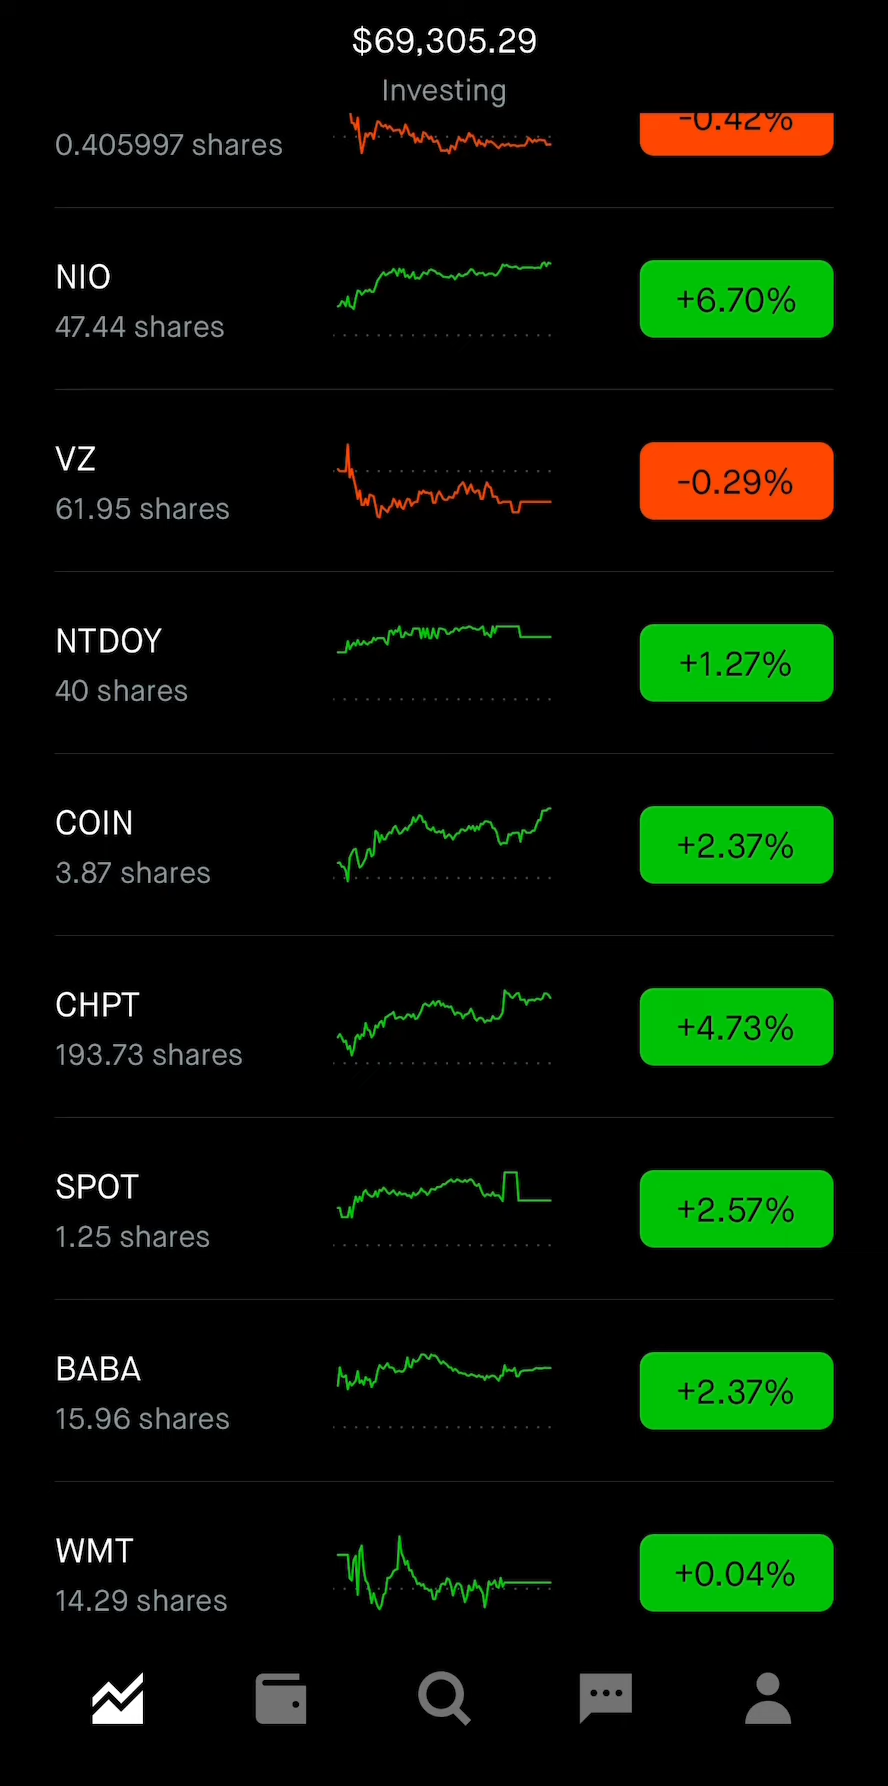 $69,305.29
Investing
0.405997 shares
-0.42%
NIO
47.44 shares
+6.70%
VZ
61.95 shares
-0.29%
NTDOY
40 shares
+1.27%
COIN
3.87 shares
+2.37%
CHPT
193.73 shares
+4.73%
SPOT
1.25 shares
+2.57%
BABA
15.96 shares
+2.37%
WMT
14.29 shares
+0.04%